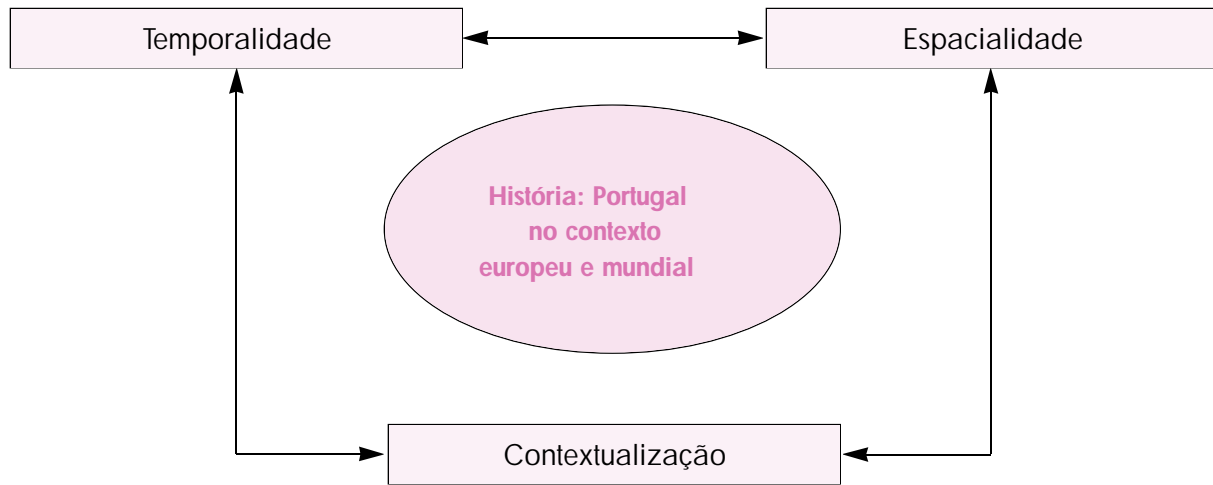 Temporalidade
Espacialidade
História: Portugal
no contexto
europeu e mundial
Contextualização